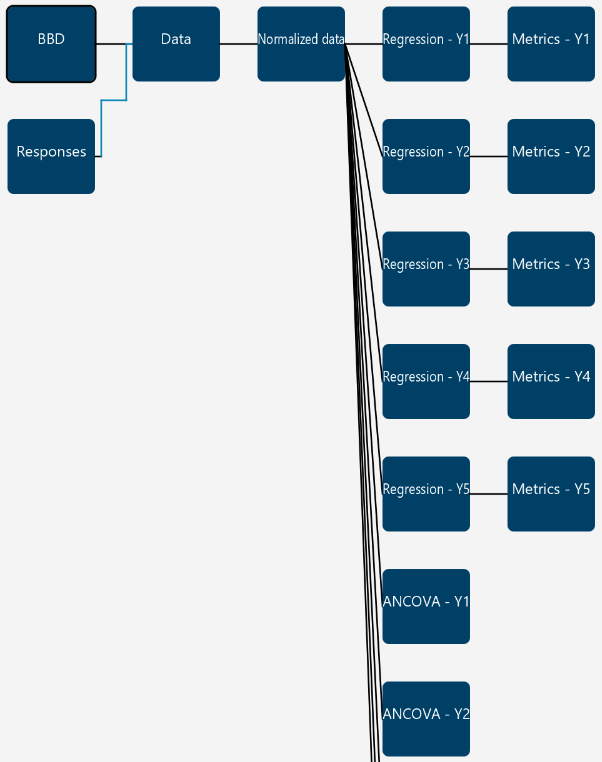 BBD
Data
Normalized data
Regression - Y1
Metrics - Y1
Responses
Regression - Y2
Metrics - Y2
Regression - Y3
Metrics - Y3
Regression - Y4
Metrics - Y4
Regression - Y5
Metrics - Y5
ANCOVA - Y1
ANCOVA - Y2